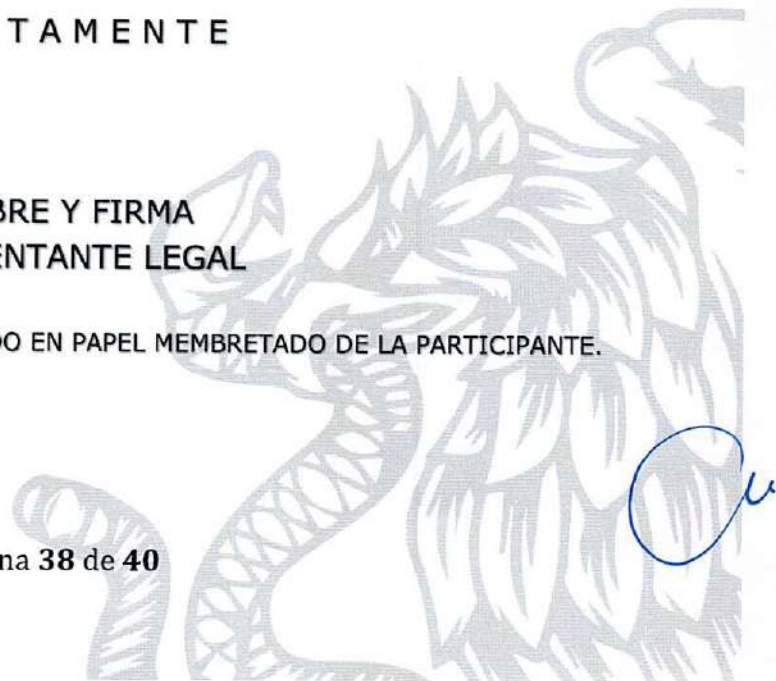 TAMENTE
BRE Y FIRMA
ENTANTE LEGAL
DO EN PAPEL MEMBRETADO DE LA PARTICIPANTE.
na 38 de 40